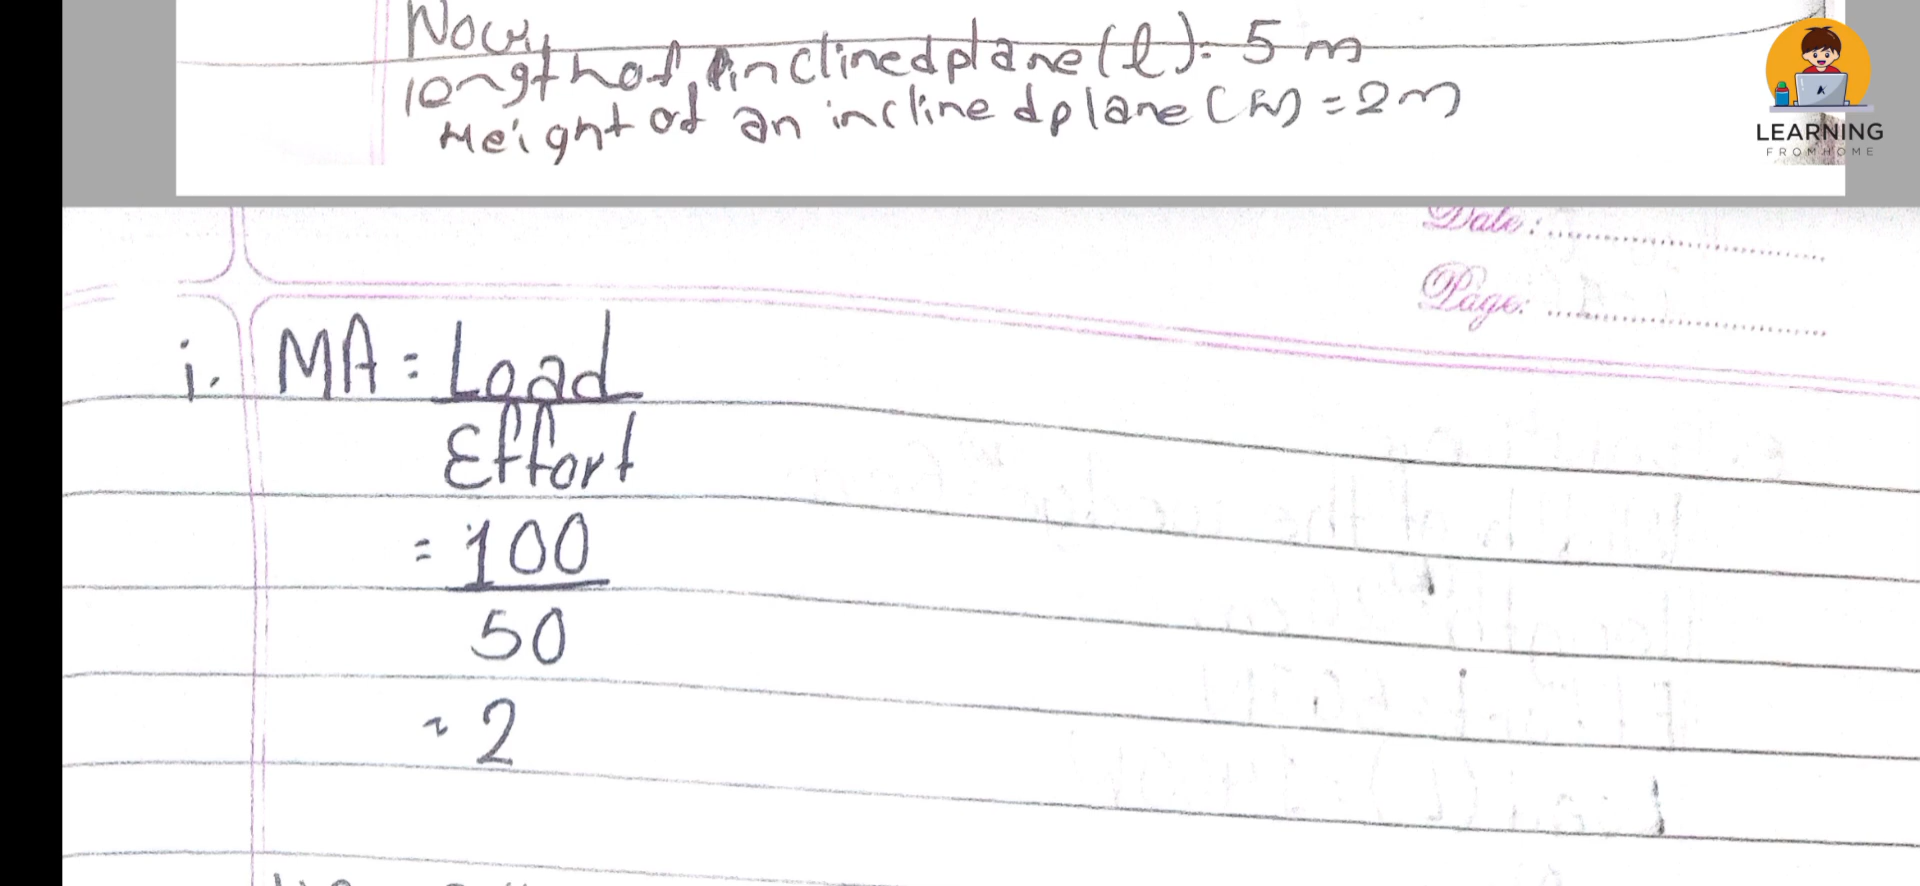 Now,
length of inclined plane (l) = 5 m
Height of an inclined plane (h) = 2 m
LEARNING
FROM HOME
Date :
Page:
i. MA = Load
Effort
= 100
50
= 2